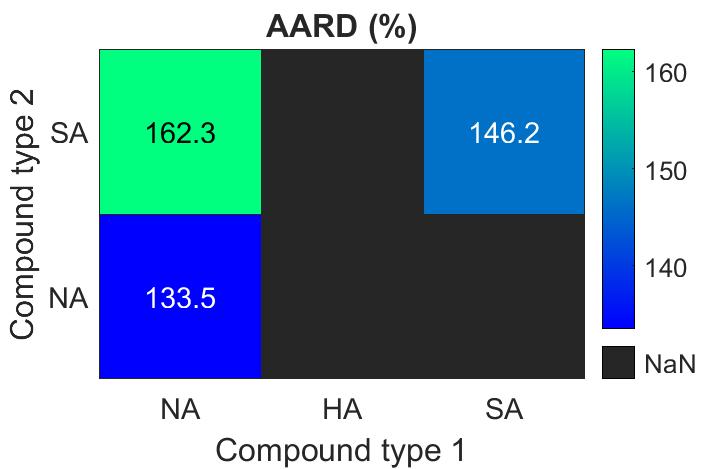 AARD (%)
Compound type 2
SA
NA
162.3
146.2
133.5
160
150
140
NaN
NA
HA
SA
Compound type 1